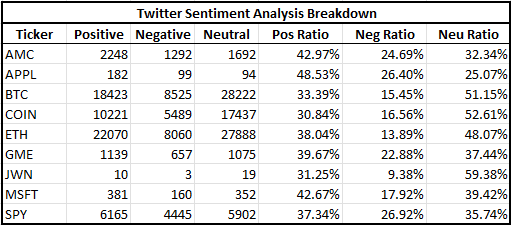 Twitter Sentiment Analysis Breakdown
Ticker Positive Negative Neutral Pos Ratio Neg Ratio Neu Ratio
AMC 2248 1292 1692 42.97% 24.69% 32.34%
APPL 182 99 94 48.53% 26.40% 25.07%
BTC 18423 8525 28222 33.39% 15.45% 51.15%
COIN 10221 5489 17437 30.84% 16.56% 52.61%
ETH 22070 8060 27888 38.04% 13.89% 48.07%
GME 1139 657 1075 39.67% 22.88% 37.44%
JWN 10 3 19 31.25% 9.38% 59.38%
MSFT 381 160 352 42.67% 17.92% 39.42%
SPY 6165 4445 5902 37.34% 26.92% 35.74%